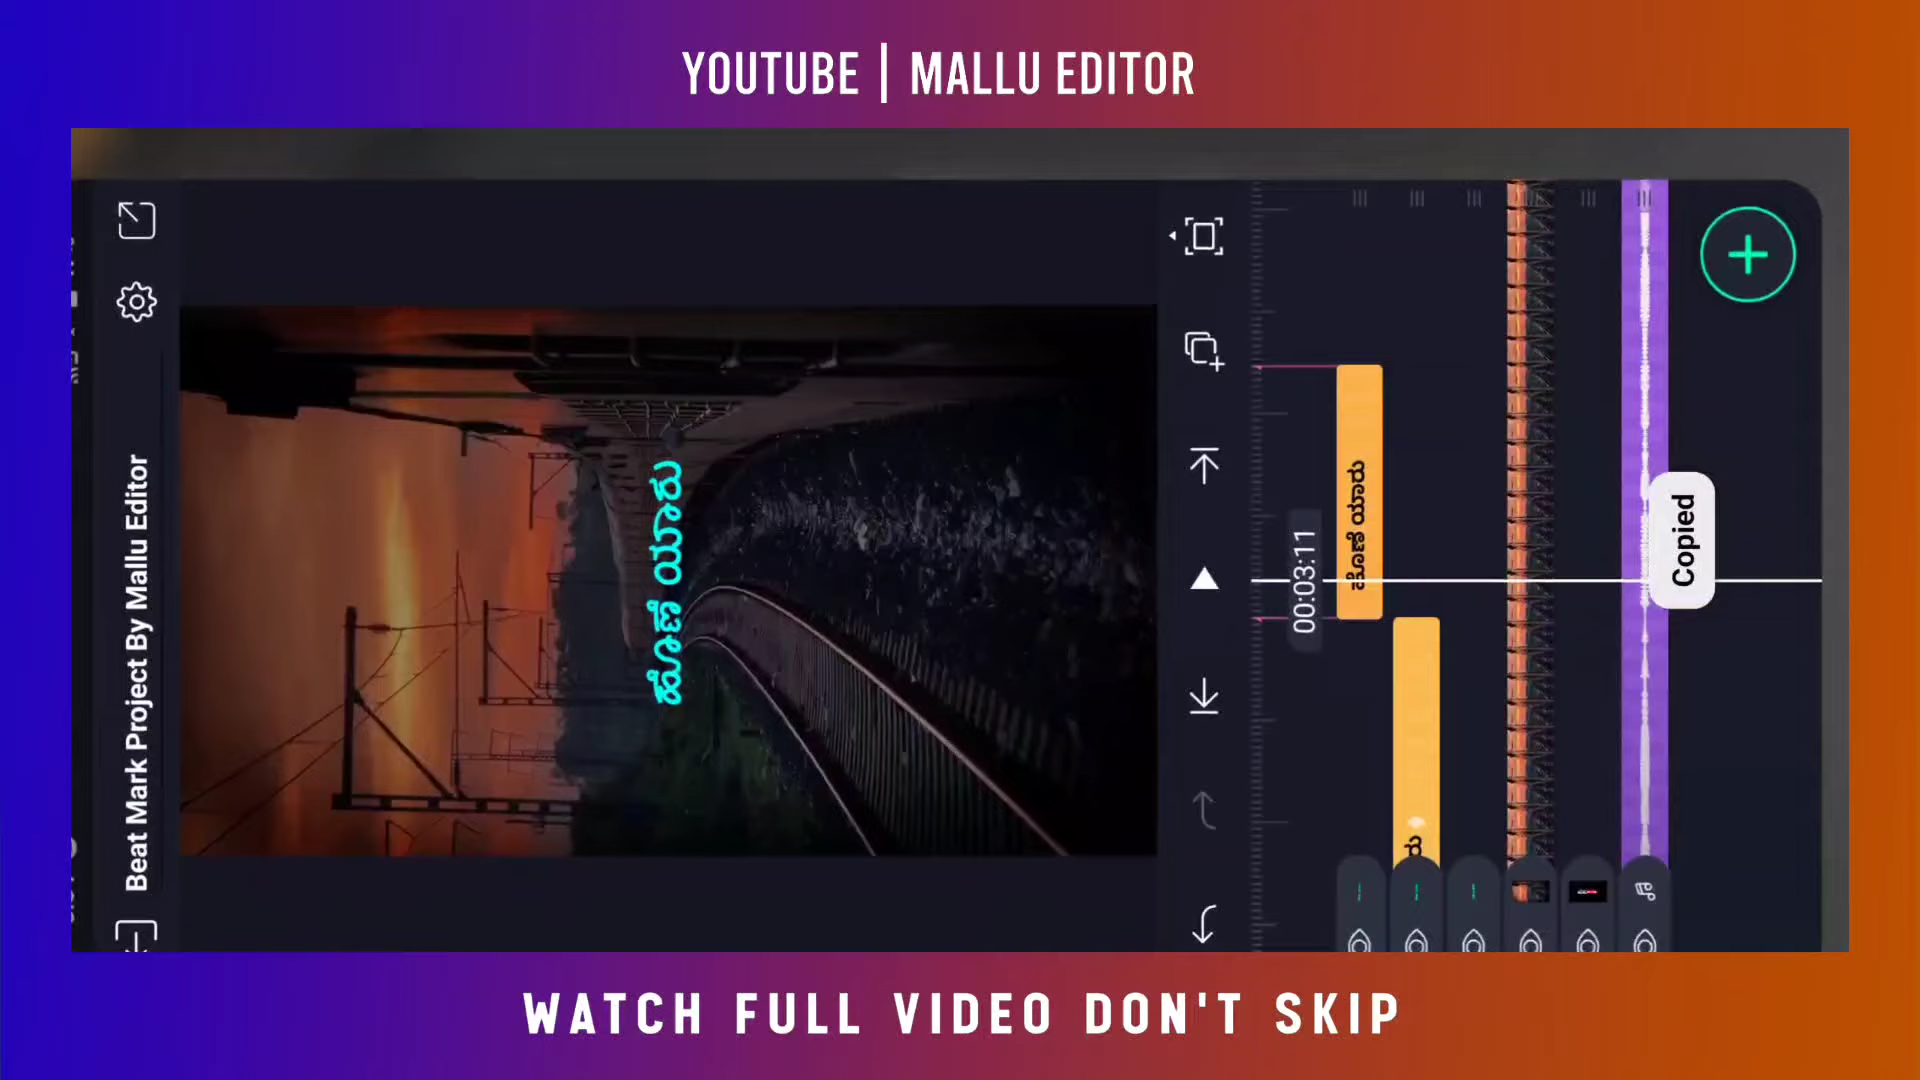 YOUTUBE | MALLU EDITOR
Beat Mark Project By Mallu Editor
ಹೊಣೆ ಯಾರು
00:03:11
ಹೊಣೆ ಯಾರು
ರು
Copied
WATCH FULL VIDEO DON'T SKIP